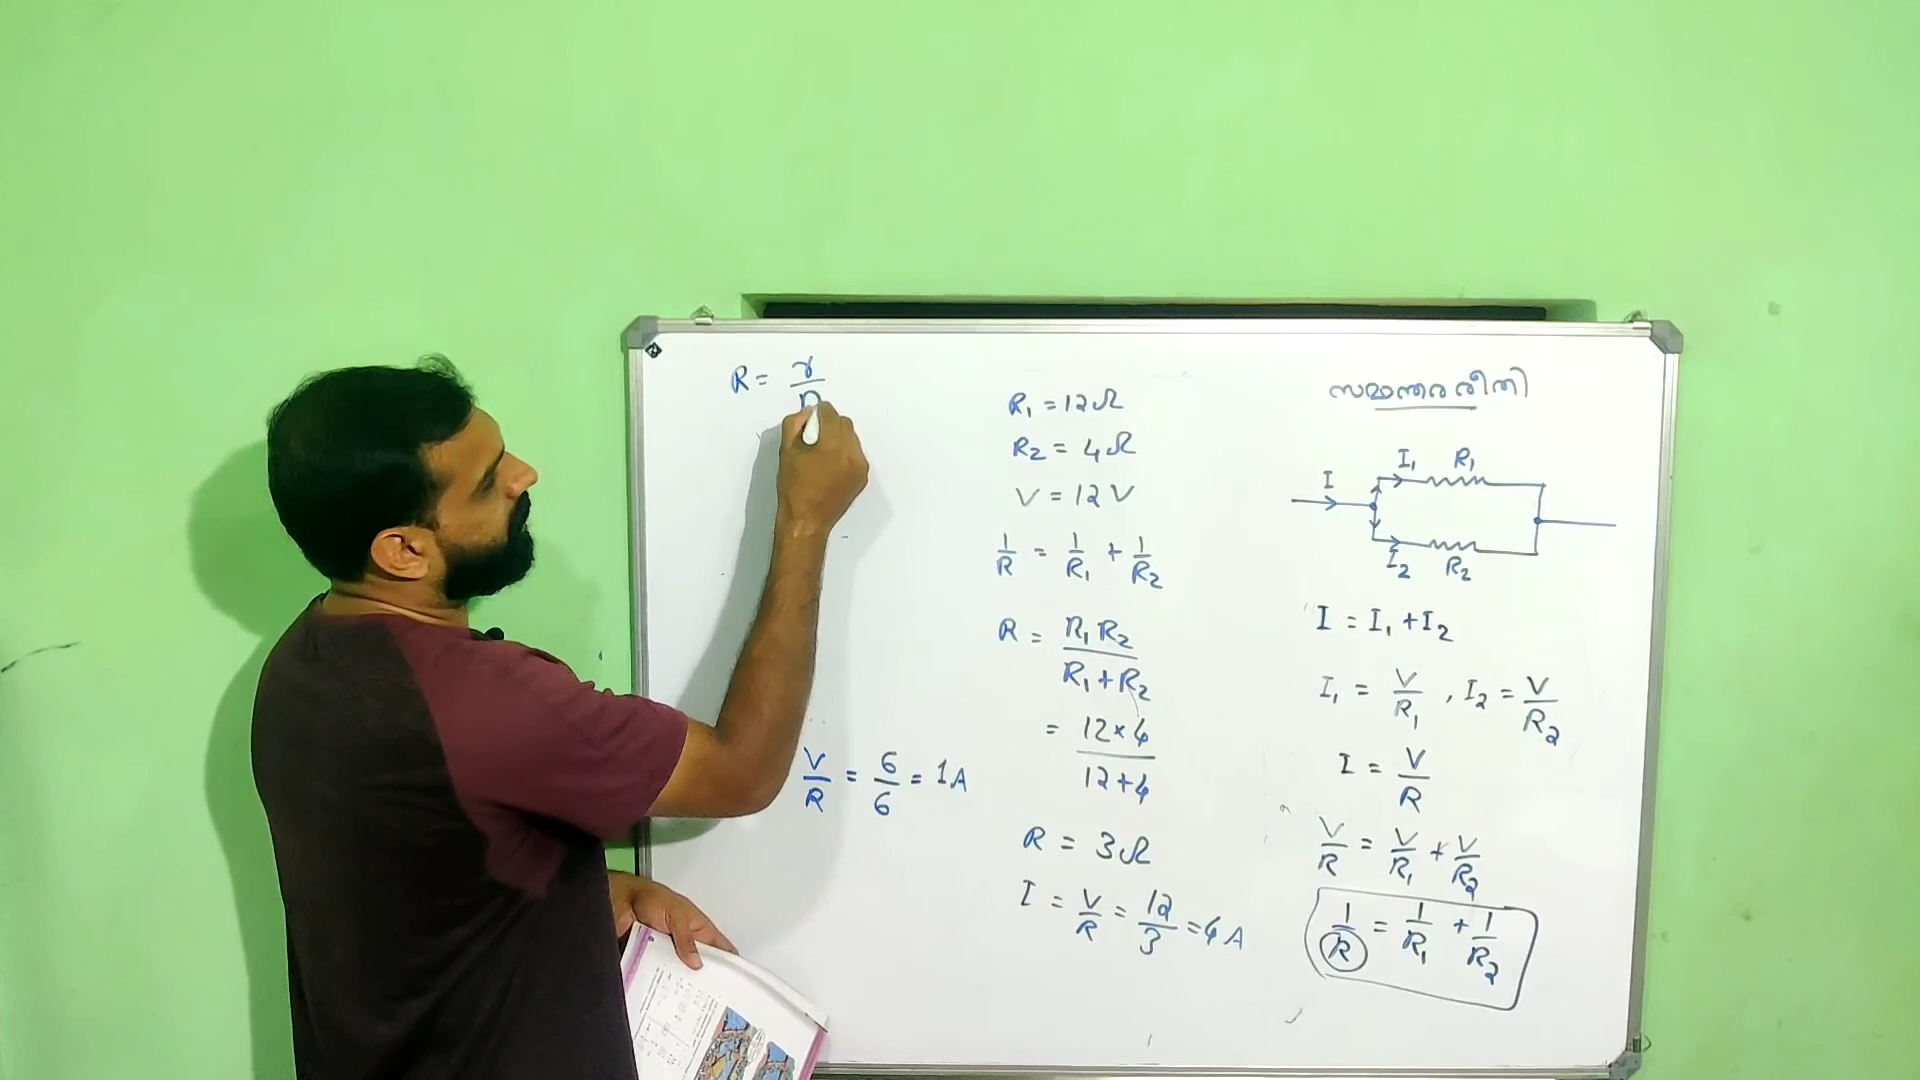 R = r/n
V/R = 6/6 = 1A
R₁ = 12Ω
R₂ = 4Ω
V = 12 V
1/R = 1/R₁ + 1/R₂
R = R₁R₂/R₁+R₂
= 12×4/12+4
R = 3Ω
I = V/R = 12/3 = 4 A
സമാന്തരരീതി
I I₁ R₁
I₂ R₂
I = I₁ + I₂
I₁ = V/R₁ , I₂ = V/R₂
I = V/R
V/R = V/R₁ + V/R₂
1/R = 1/R₁ + 1/R₂